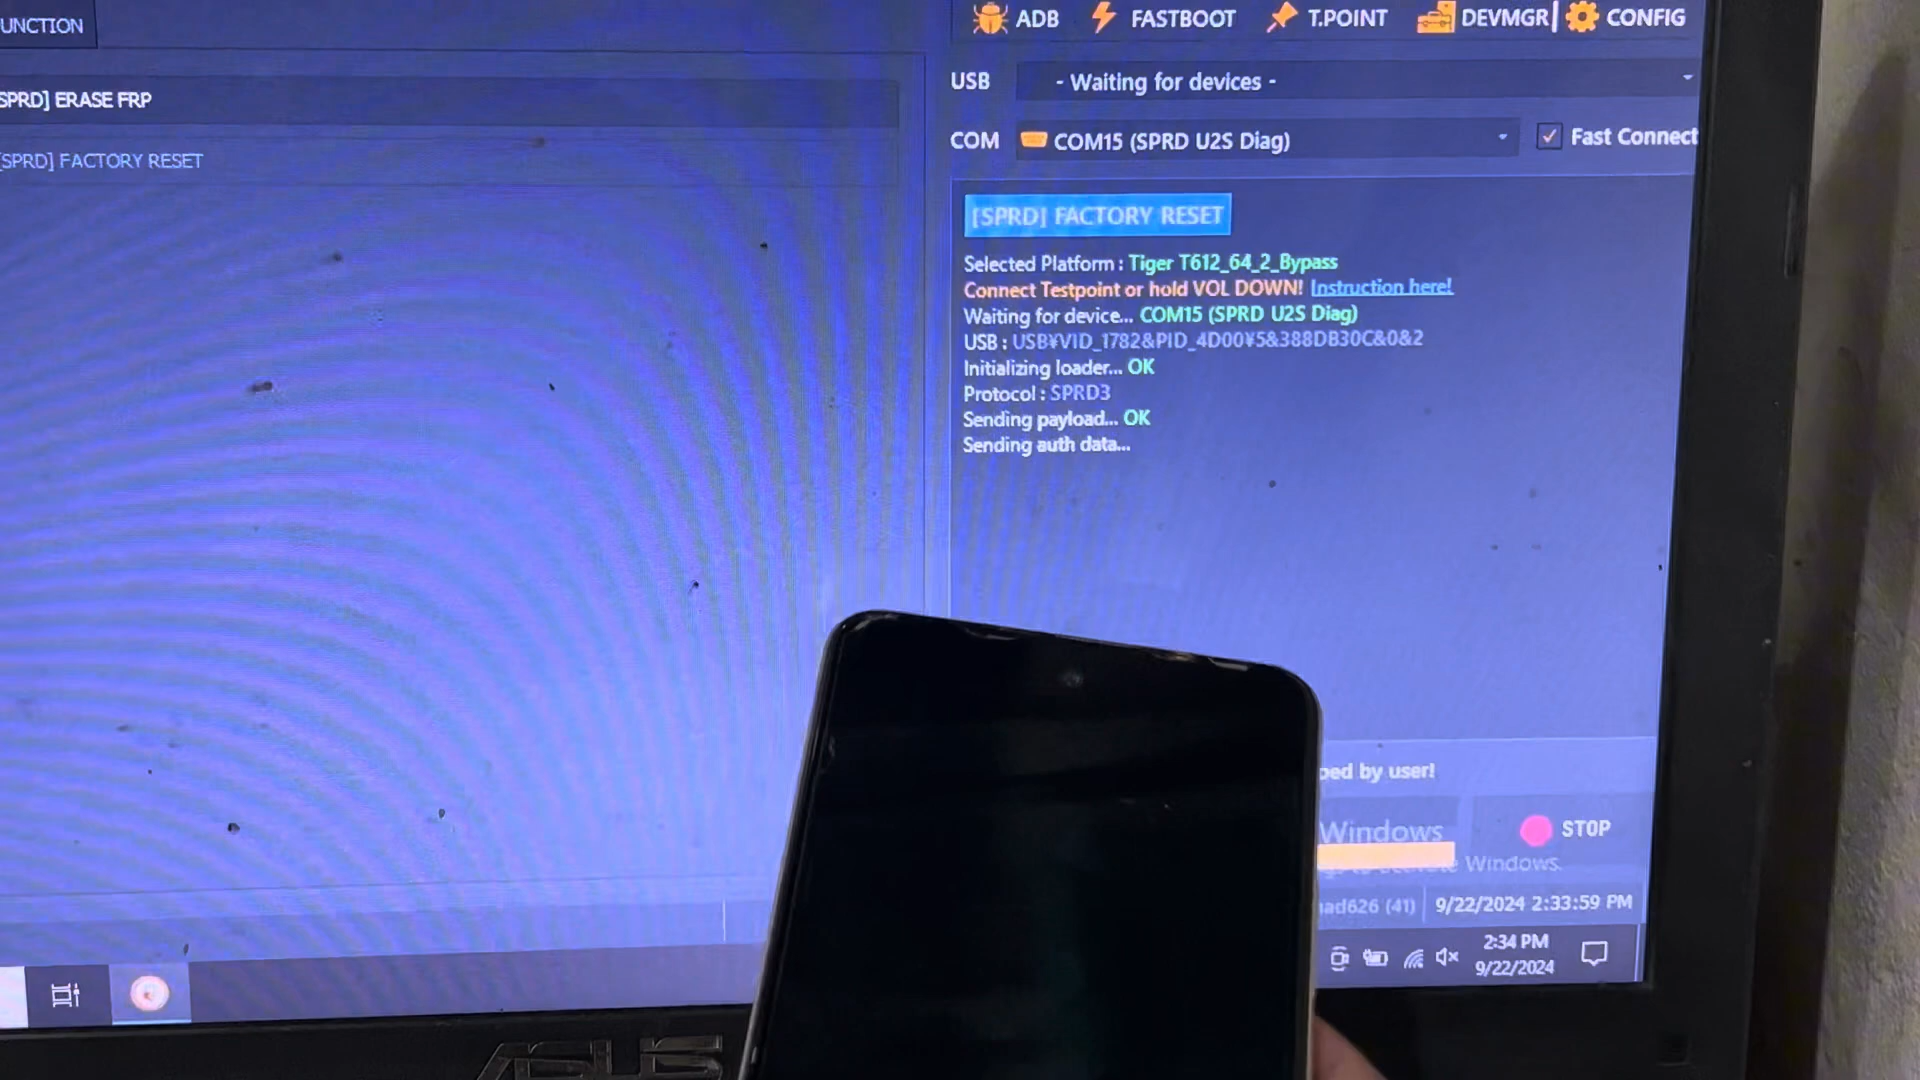 UNCTION
ADB FASTBOOT T.POINT DEVMGR CONFIG
USB - Waiting for devices -
SPRD] ERASE FRP
COM COM15 (SPRD U2S Diag) Fast Connect
[SPRD] FACTORY RESET
[SPRD] FACTORY RESET
Selected Platform : Tiger T612_64_2_Bypass
Connect Testpoint or hold VOL DOWN! Instruction here!
Waiting for device... COM15 (SPRD U2S Diag)
USB : USB¥VID_1782&PID_4D00¥5&388DB30C&0&2
Initializing loader... OK
Protocol : SPRD3
Sending payload... OK
Sending auth data...
ped by user!
Windows
STOP
Windows.
ad626 (41) 9/22/2024 2:33:59 PM
2:34 PM
9/22/2024
ASUS